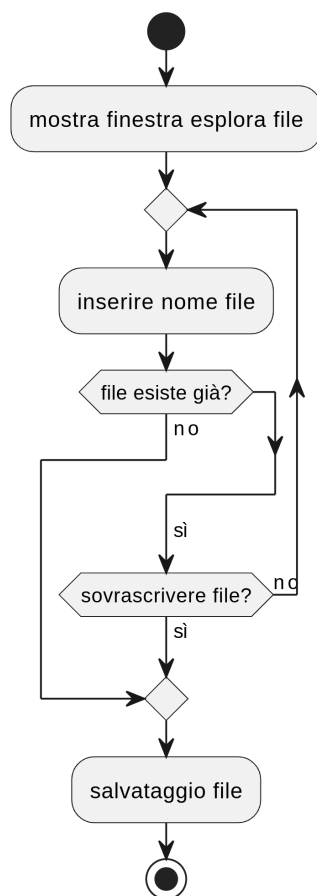 mostra finestra esplora file
inserire nome file
file esiste già?
no
sì
sovrascrivere file?
no
sì
salvataggio file